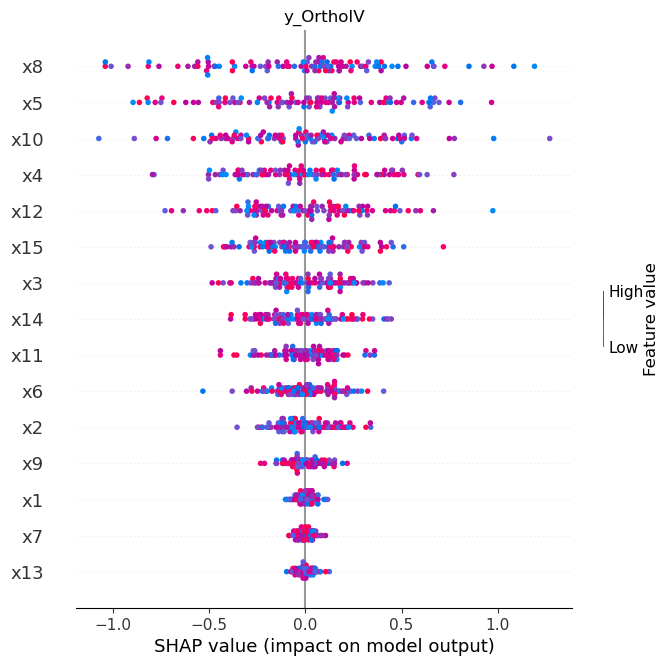 y_OrthoIV
x8
x5
x10
x4
x12
x15
x3
x14
x11
x6
x2
x9
x1
x7
x13
High
Low
Feature value
−1.0 −0.5 0.0 0.5 1.0
SHAP value (impact on model output)